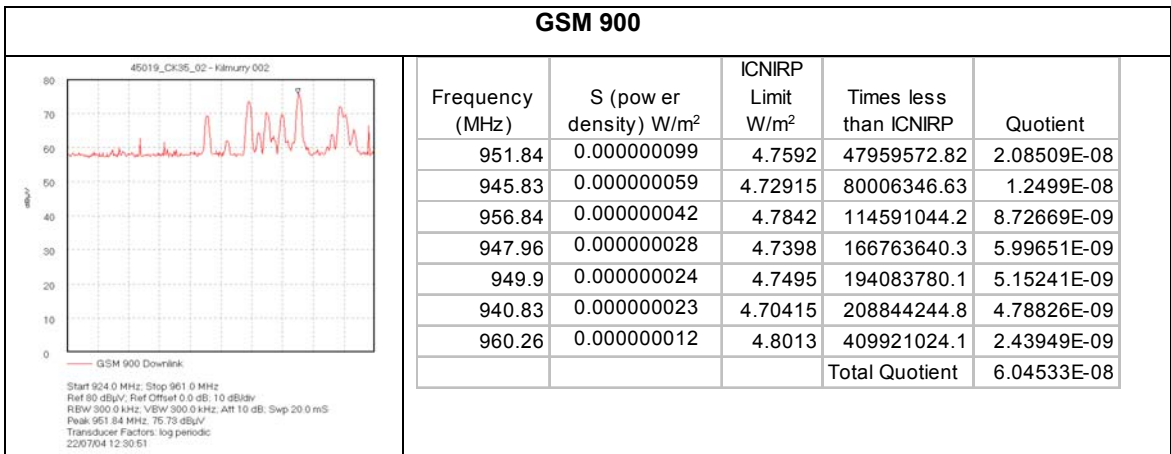 GSM 900
45019_CK35_02 - Kilmurry 002
80
70
60
50
40
30
20
10
0
dBµV
GSM 900 Downlink
Start 924.0 MHz; Stop 961.0 MHz
Ref 80 dBµV; Ref Offset 0.0 dB; 10 dB/div
RBW 300.0 kHz; VBW 300.0 kHz; Att 10 dB; Swp 20.0 mS
Peak 951.84 MHz, 75.73 dBµV
Transducer Factors: log periodic
22/07/04 12:30:51
Frequency (MHz) S (pow er density) W/m² ICNIRP Limit W/m² Times less than ICNIRP Quotient
951.84 0.000000099 4.7592 47959572.82 2.08509E-08
945.83 0.000000059 4.72915 80006346.63 1.2499E-08
956.84 0.000000042 4.7842 114591044.2 8.72669E-09
947.96 0.000000028 4.7398 166763640.3 5.99651E-09
949.9 0.000000024 4.7495 194083780.1 5.15241E-09
940.83 0.000000023 4.70415 208844244.8 4.78826E-09
960.26 0.000000012 4.8013 409921024.1 2.43949E-09
Total Quotient 6.04533E-08